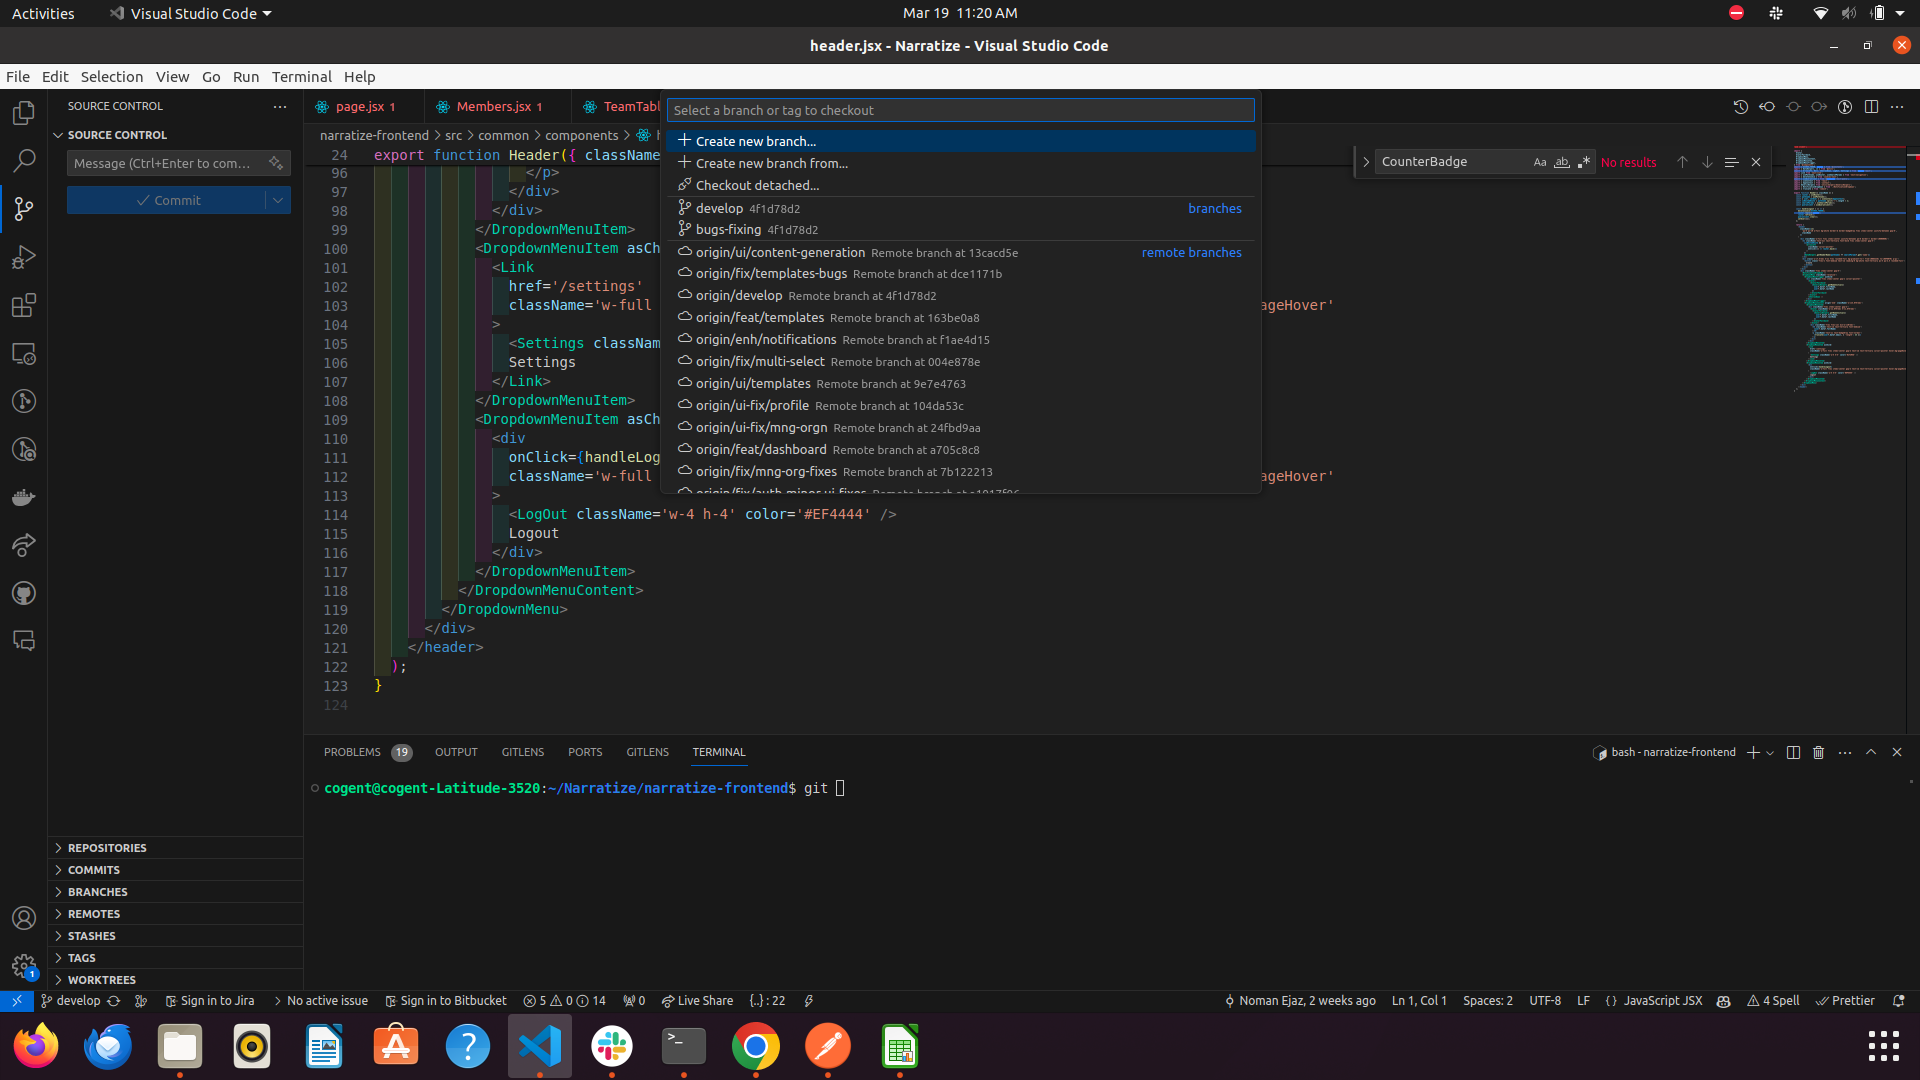 Activities
Visual Studio Code
Mar 19 11:20 AM
header.jsx - Narratize - Visual Studio Code
File Edit Selection View Go Run Terminal Help
SOURCE CONTROL
SOURCE CONTROL
Message (Ctrl+Enter to com...
Commit
REPOSITORIES
COMMITS
BRANCHES
REMOTES
STASHES
TAGS
WORKTREES
page.jsx 1
Members.jsx 1
TeamTabl
narratize-frontend > src > common > components >
Select a branch or tag to checkout
Create new branch...
Create new branch from...
Checkout detached...
develop 4f1d78d2 branches
bugs-fixing 4f1d78d2
origin/ui/content-generation Remote branch at 13cacd5e remote branches
origin/fix/templates-bugs Remote branch at dce1171b
origin/develop Remote branch at 4f1d78d2
origin/feat/templates Remote branch at 163be0a8
origin/enh/notifications Remote branch at f1ae4d15
origin/fix/multi-select Remote branch at 004e878e
origin/ui/templates Remote branch at 9e7e4763
origin/ui-fix/profile Remote branch at 104da53c
origin/ui-fix/mng-orgn Remote branch at 24fbd9aa
origin/feat/dashboard Remote branch at a705c8c8
origin/fix/mng-org-fixes Remote branch at 7b122213
CounterBadge
Aa ab .*
No results
24 export function Header({ className
96 </p>
97 </div>
98 </div>
99 </DropdownMenuItem>
100 <DropdownMenuItem asCh
101 <Link
102 href='/settings'
103 className='w-full ageHover'
104 >
105 <Settings classNam
106 Settings
107 </Link>
108 </DropdownMenuItem>
109 <DropdownMenuItem asCh
110 <div
111 onClick={handleLog
112 className='w-full ageHover'
113 >
114 <LogOut className='w-4 h-4' color='#EF4444' />
115 Logout
116 </div>
117 </DropdownMenuItem>
118 </DropdownMenuContent>
119 </DropdownMenu>
120 </div>
121 </header>
122 );
123 }
124
PROBLEMS 19 OUTPUT GITLENS PORTS GITLENS TERMINAL
bash - narratize-frontend
cogent@cogent-Latitude-3520:~/Narratize/narratize-frontend$ git
1
develop
Sign in to Jira
No active issue
Sign in to Bitbucket
5 0 14
0
Live Share
{..} : 22
Noman Ejaz, 2 weeks ago
Ln 1, Col 1
Spaces: 2
UTF-8
LF
{ } JavaScript JSX
4 Spell
Prettier